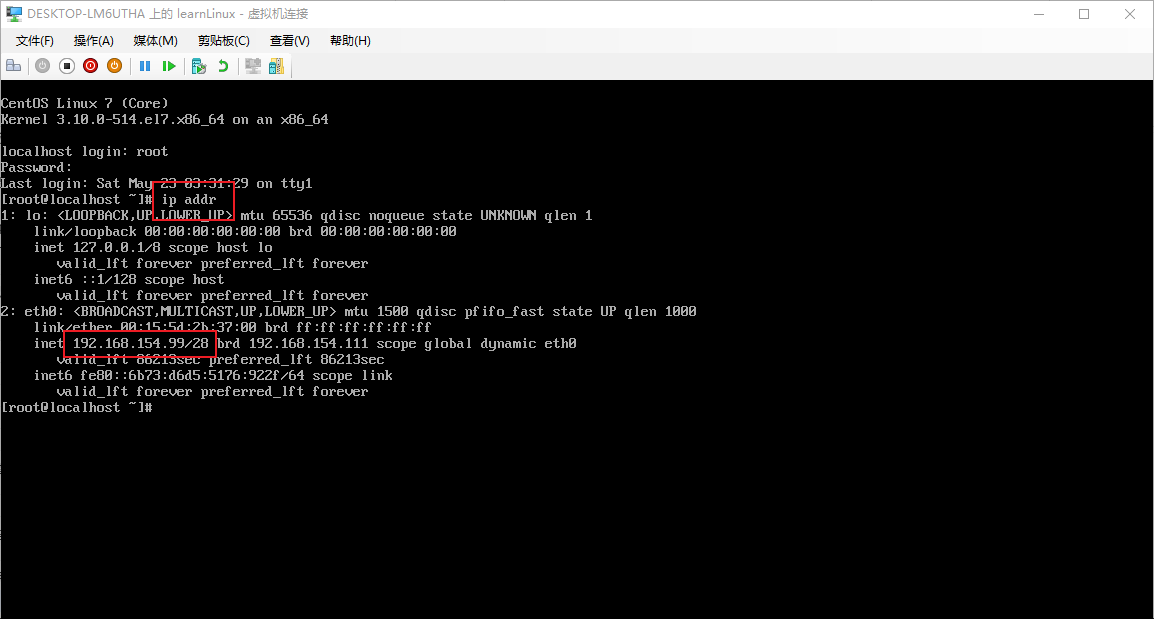 DESKTOP-LM6UTHA 上的 learnLinux - 虚拟机连接
文件(F) 操作(A) 媒体(M) 剪贴板(C) 查看(V) 帮助(H)
CentOS Linux 7 (Core)
Kernel 3.10.0-514.el7.x86_64 on an x86_64
localhost login: root
Password:
Last login: Sat May 23 03:31:29 on tty1
[root@localhost ~]# ip addr
1: lo: <LOOPBACK,UP,LOWER_UP> mtu 65536 qdisc noqueue state UNKNOWN qlen 1
link/loopback 00:00:00:00:00:00 brd 00:00:00:00:00:00
inet 127.0.0.1/8 scope host lo
valid_lft forever preferred_lft forever
inet6 ::1/128 scope host
valid_lft forever preferred_lft forever
2: eth0: <BROADCAST,MULTICAST,UP,LOWER_UP> mtu 1500 qdisc pfifo_fast state UP qlen 1000
link/ether 00:15:5d:2b:37:00 brd ff:ff:ff:ff:ff:ff
inet 192.168.154.99/28 brd 192.168.154.111 scope global dynamic eth0
valid_lft 86213sec preferred_lft 86213sec
inet6 fe80::6b73:d6d5:5176:922f/64 scope link
valid_lft forever preferred_lft forever
[root@localhost ~]#